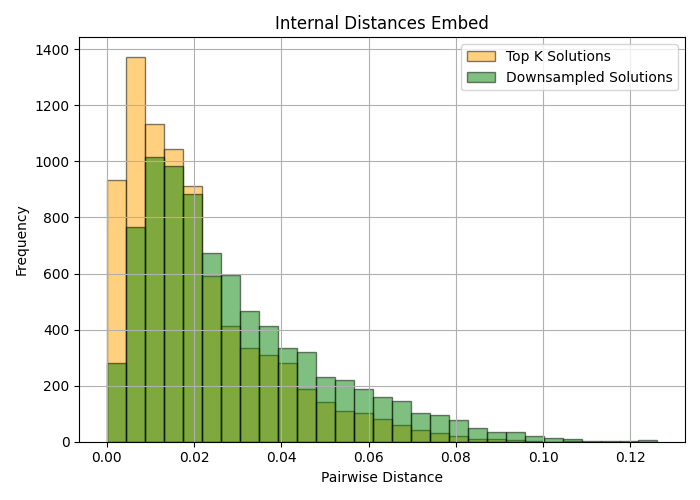 Internal Distances Embed
Top K Solutions
Downsampled Solutions
1400
1200
1000
800
600
400
200
0
Frequency
0.00 0.02 0.04 0.06 0.08 0.10 0.12
Pairwise Distance